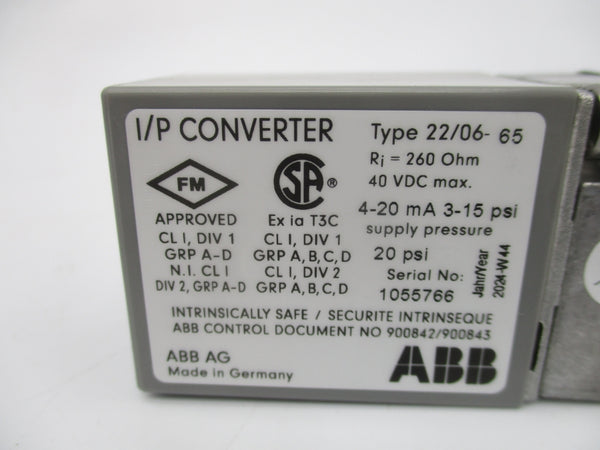 I/P CONVERTER Type 22/06- 65
Ri = 260 Ohm
40 VDC max.
4-20 mA 3-15 psi
supply pressure
20 psi
Serial No:
1055766
Jahr/Year
2024-W44
FM
APPROVED
CL I, DIV 1
GRP A-D
N.I. CL I
DIV 2, GRP A-D
SA ®
Ex ia T3C
CL I, DIV 1
GRP A, B, C, D
CL I, DIV 2
GRP A, B, C, D
INTRINSICALLY SAFE / SECURITE INTRINSEQUE
ABB CONTROL DOCUMENT NO 900842/900843
ABB AG
Made in Germany
ABB